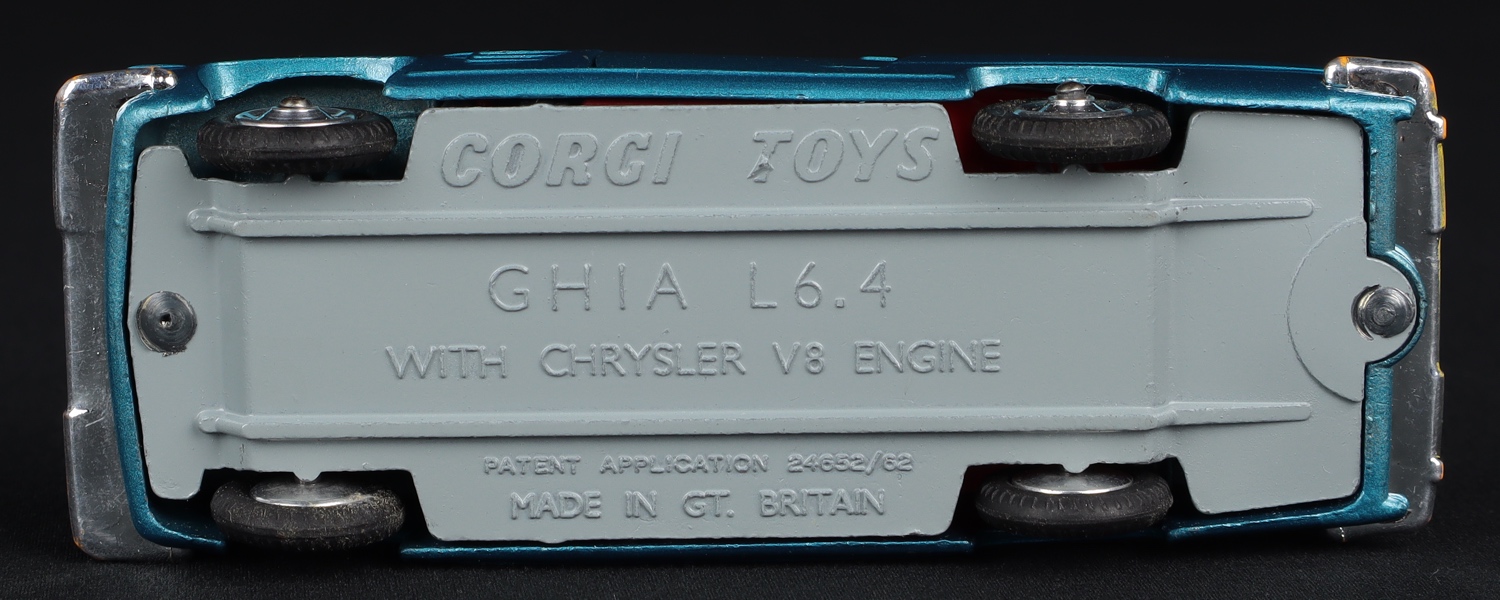 CORGI TOYS
GHIA L6.4
WITH CHRYSLER V8 ENGINE
PATENT APPLICATION 24652/62
MADE IN GT. BRITAIN